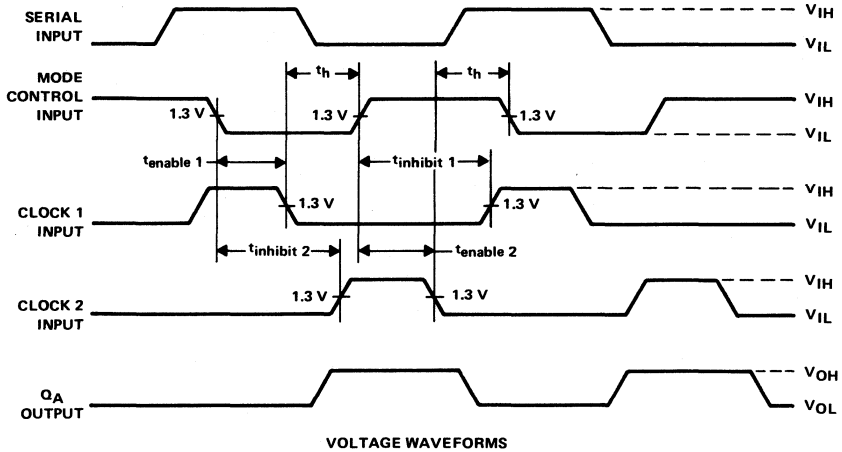 SERIAL
INPUT
VIH
VIL
MODE
CONTROL
INPUT
th
th
1.3 V
1.3 V
1.3 V
VIH
VIL
tenable 1
tinhibit 1
CLOCK 1
INPUT
1.3 V
1.3 V
VIH
VIL
tinhibit 2
tenable 2
CLOCK 2
INPUT
1.3 V
1.3 V
VIH
VIL
QA
OUTPUT
VOH
VOL
VOLTAGE WAVEFORMS